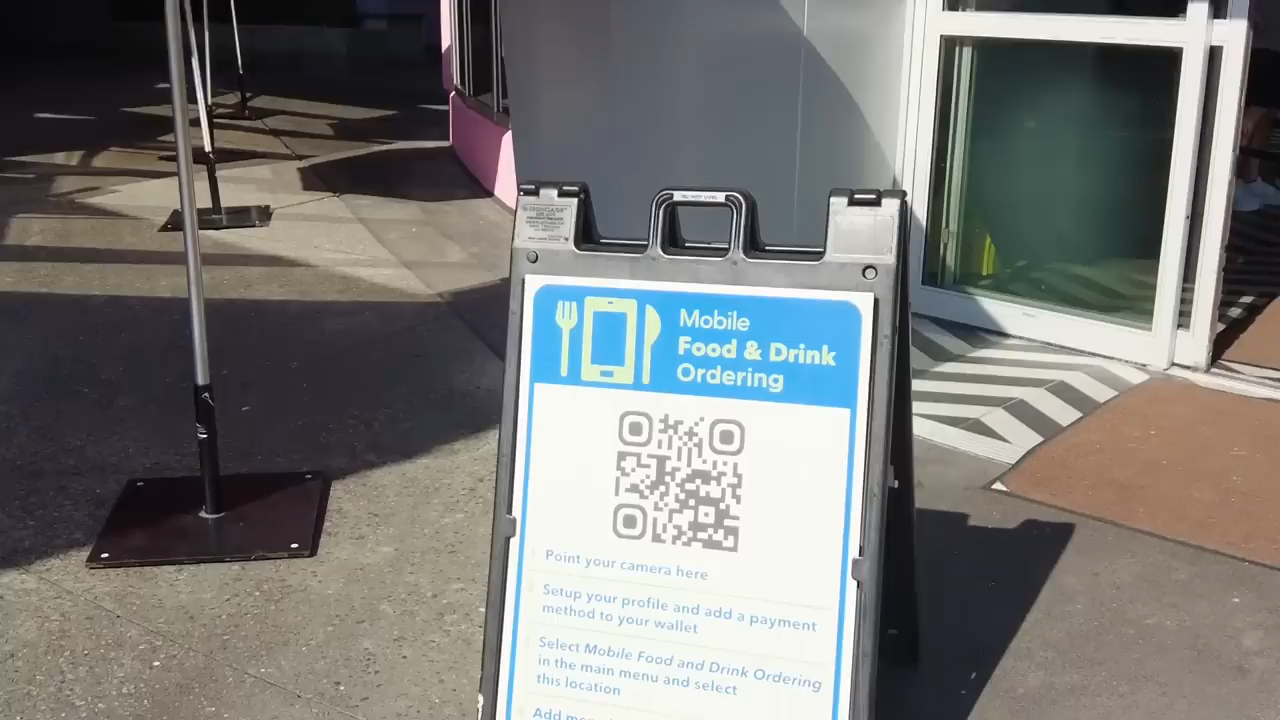 Mobile
Food & Drink
Ordering
Point your camera here
Setup your profile and add a payment
method to your wallet
Select Mobile Food and Drink Ordering
in the main menu and select
this location
Add